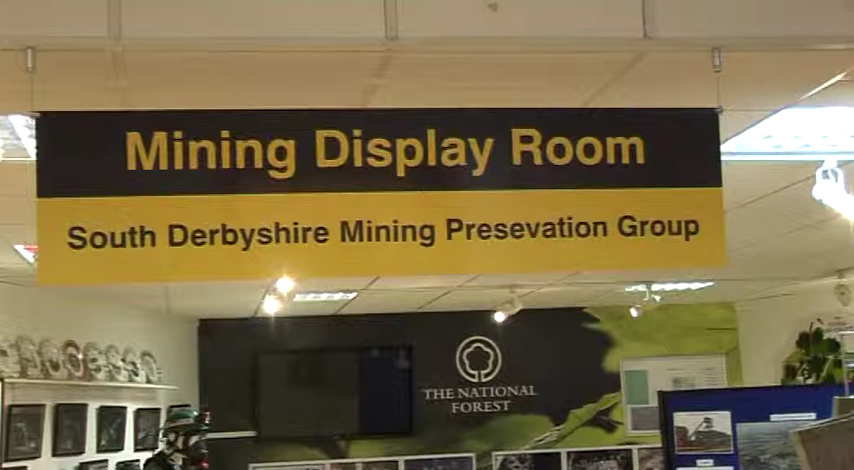 Mining Display Room
South Derbyshire Mining Presevation Group
THE NATIONAL
FOREST